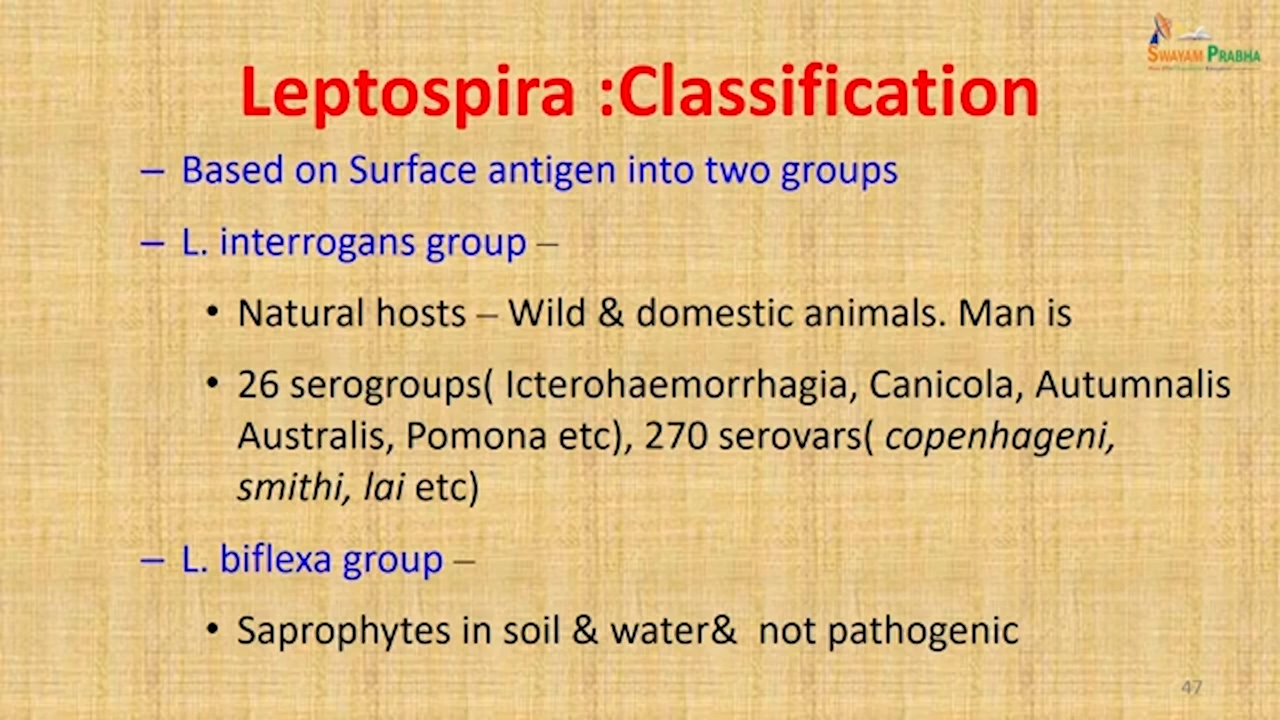 SWAYAM PRABHA
Leptospira :Classification
– Based on Surface antigen into two groups
– L. interrogans group –
• Natural hosts – Wild & domestic animals. Man is
• 26 serogroups( Icterohaemorrhagia, Canicola, Autumnalis
Australis, Pomona etc), 270 serovars( copenhageni,
smithi, lai etc)
– L. biflexa group –
• Saprophytes in soil & water&  not pathogenic
47